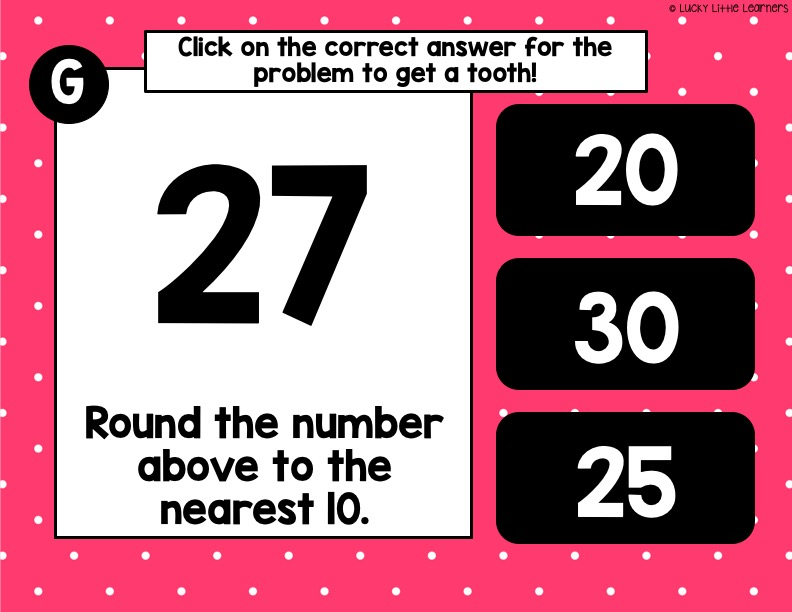 © Lucky Little Learners
Click on the correct answer for the
problem to get a tooth!
G
27
Round the number
above to the
nearest 10.
20
30
25